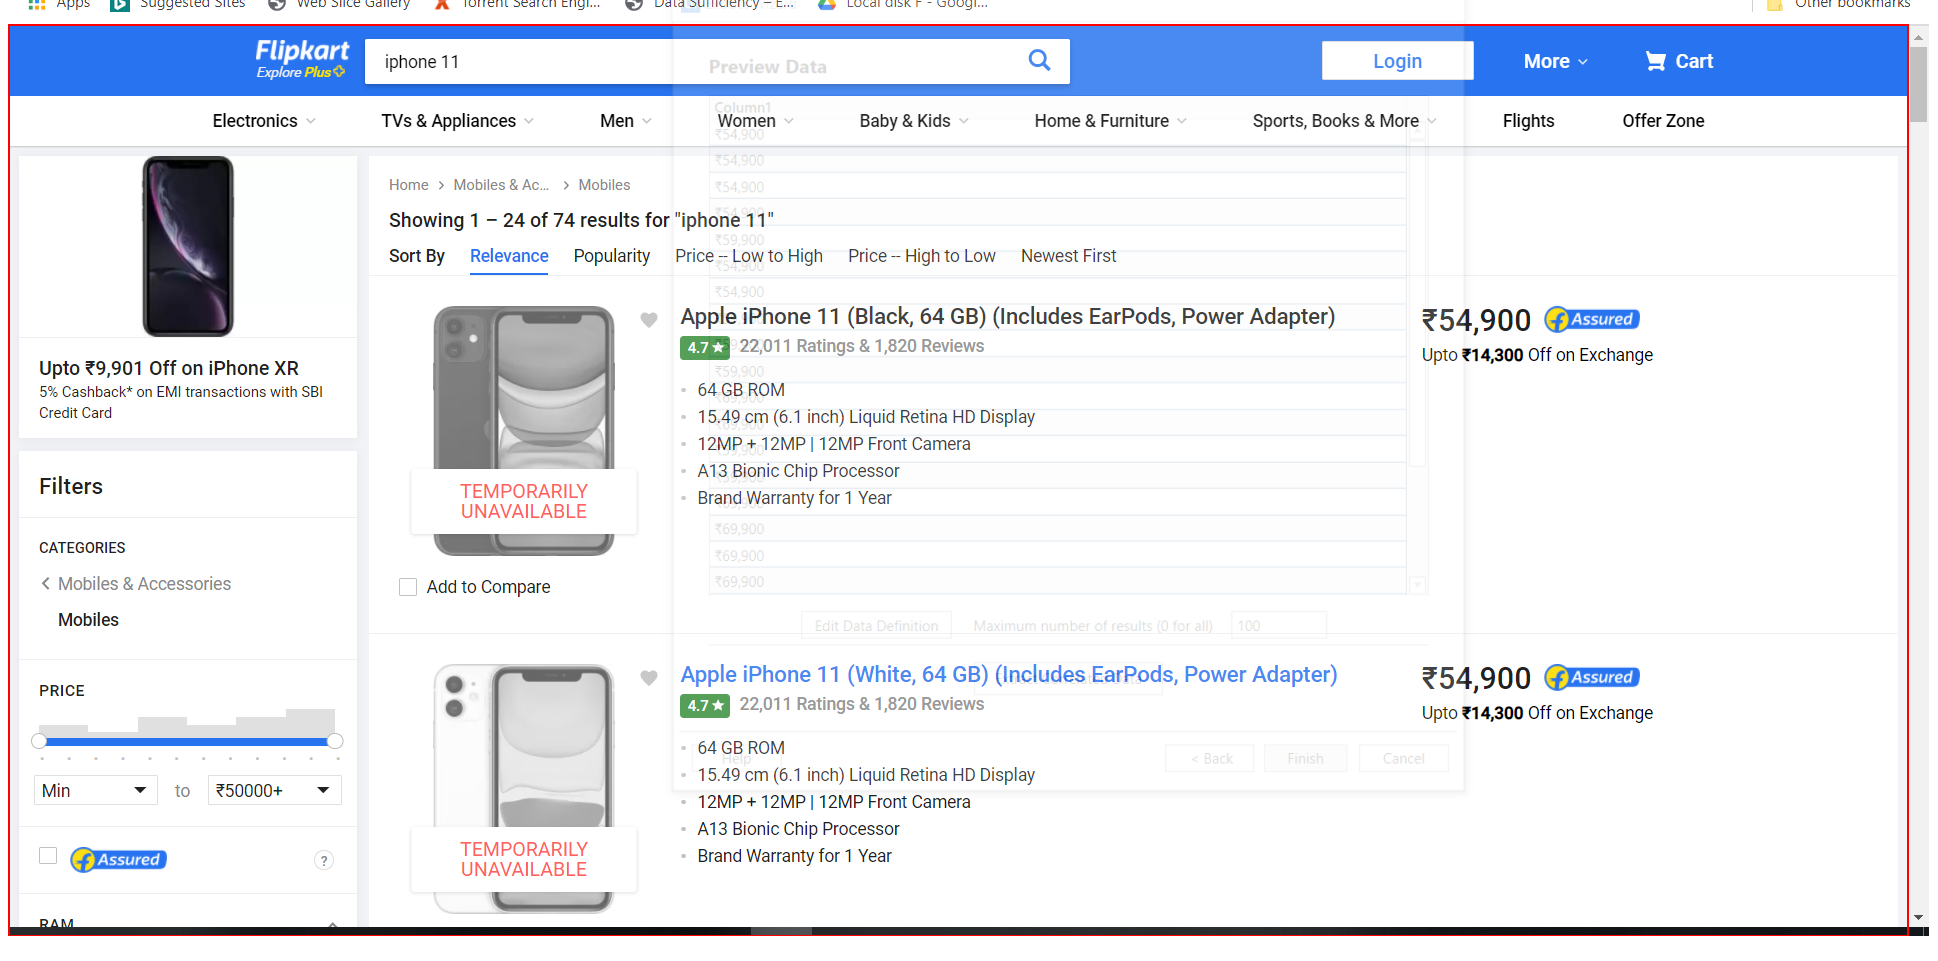 Apps Suggested Sites Web Slice Gallery Torrent Search Engi... Data Sufficiency – E... Local disk F - Googl... Other bookmarks
Flipkart
Explore Plus
iphone 11
Login
More
Cart
Preview Data
Column1
Electronics
TVs & Appliances
Men
Women
Baby & Kids
Home & Furniture
Sports, Books & More
Flights
Offer Zone
₹54,900
₹54,900
₹54,900
₹54,900
₹59,900
₹54,900
₹54,900
Upto ₹9,901 Off on iPhone XR
5% Cashback* on EMI transactions with SBI
Credit Card
Filters
CATEGORIES
Mobiles & Accessories
Mobiles
PRICE
Min
to
₹50000+
Assured
?
RAM
Home > Mobiles & Ac... > Mobiles
Showing 1 – 24 of 74 results for "iphone 11"
Sort By Relevance Popularity Price -- Low to High Price -- High to Low Newest First
Apple iPhone 11 (Black, 64 GB) (Includes EarPods, Power Adapter)
4.7 22,011 Ratings & 1,820 Reviews
₹59,900
64 GB ROM
15.49 cm (6.1 inch) Liquid Retina HD Display
12MP + 12MP | 12MP Front Camera
A13 Bionic Chip Processor
Brand Warranty for 1 Year
₹69,900
₹69,900
₹69,900
₹54,900 Assured
Upto ₹14,300 Off on Exchange
TEMPORARILY
UNAVAILABLE
Add to Compare
Edit Data Definition
Maximum number of results (0 for all)
100
Apple iPhone 11 (White, 64 GB) (Includes EarPods, Power Adapter)
4.7 22,011 Ratings & 1,820 Reviews
64 GB ROM
Help
15.49 cm (6.1 inch) Liquid Retina HD Display
12MP + 12MP | 12MP Front Camera
A13 Bionic Chip Processor
Brand Warranty for 1 Year
< Back
Finish
Cancel
₹54,900 Assured
Upto ₹14,300 Off on Exchange
TEMPORARILY
UNAVAILABLE